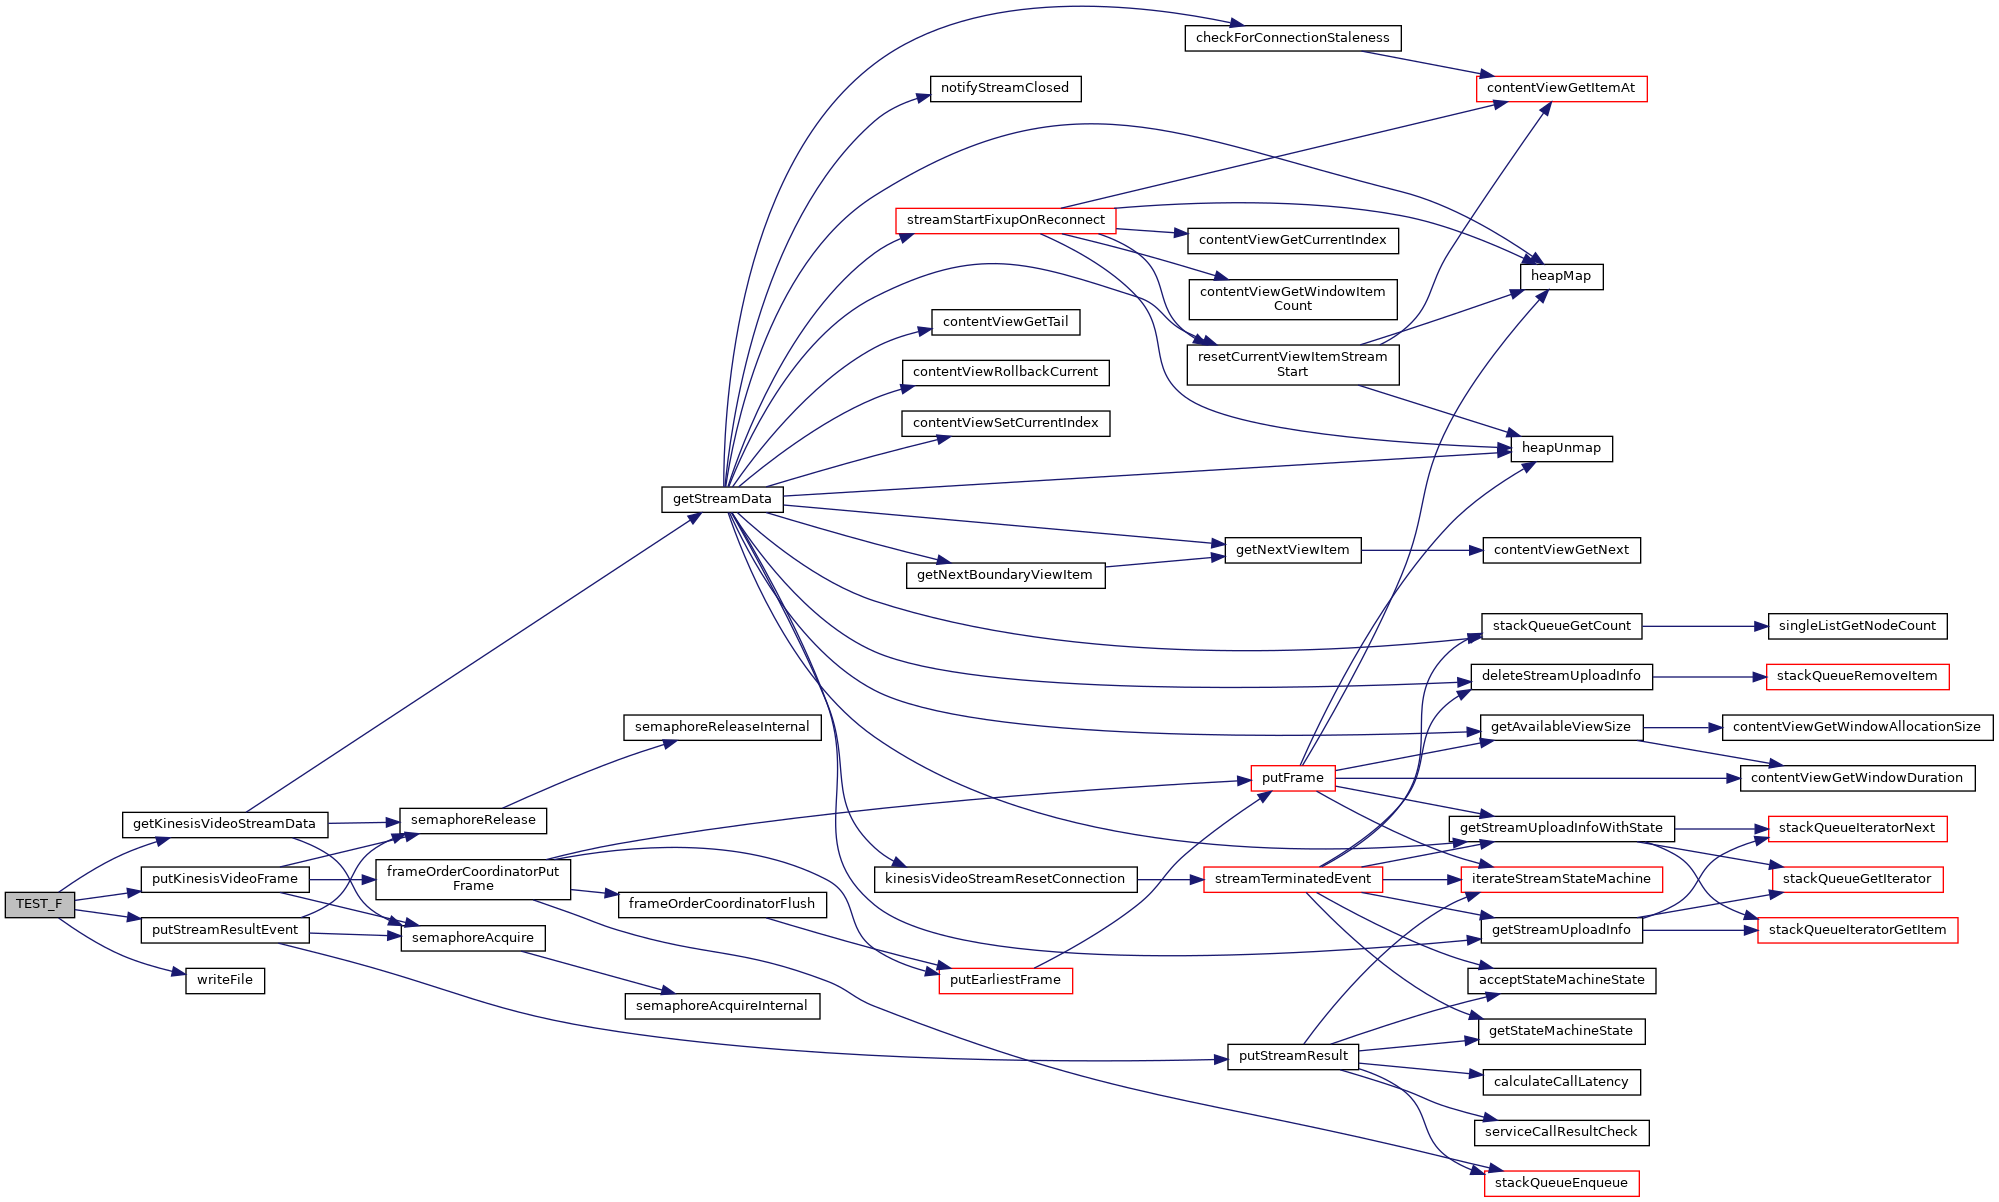 checkForConnectionStaleness
notifyStreamClosed
contentViewGetItemAt
streamStartFixupOnReconnect
contentViewGetCurrentIndex
heapMap
contentViewGetWindowItem
Count
contentViewGetTail
resetCurrentViewItemStream
Start
contentViewRollbackCurrent
contentViewSetCurrentIndex
heapUnmap
getStreamData
getNextViewItem
contentViewGetNext
getNextBoundaryViewItem
stackQueueGetCount
singleListGetNodeCount
deleteStreamUploadInfo
stackQueueRemoveItem
semaphoreReleaseInternal
getAvailableViewSize
contentViewGetWindowAllocationSize
putFrame
contentViewGetWindowDuration
getKinesisVideoStreamData
semaphoreRelease
getStreamUploadInfoWithState
stackQueueIteratorNext
putKinesisVideoFrame
frameOrderCoordinatorPut
Frame
kinesisVideoStreamResetConnection
streamTerminatedEvent
iterateStreamStateMachine
stackQueueGetIterator
TEST_F
frameOrderCoordinatorFlush
putStreamResultEvent
semaphoreAcquire
getStreamUploadInfo
stackQueueIteratorGetItem
writeFile
putEarliestFrame
acceptStateMachineState
semaphoreAcquireInternal
getStateMachineState
putStreamResult
calculateCallLatency
serviceCallResultCheck
stackQueueEnqueue